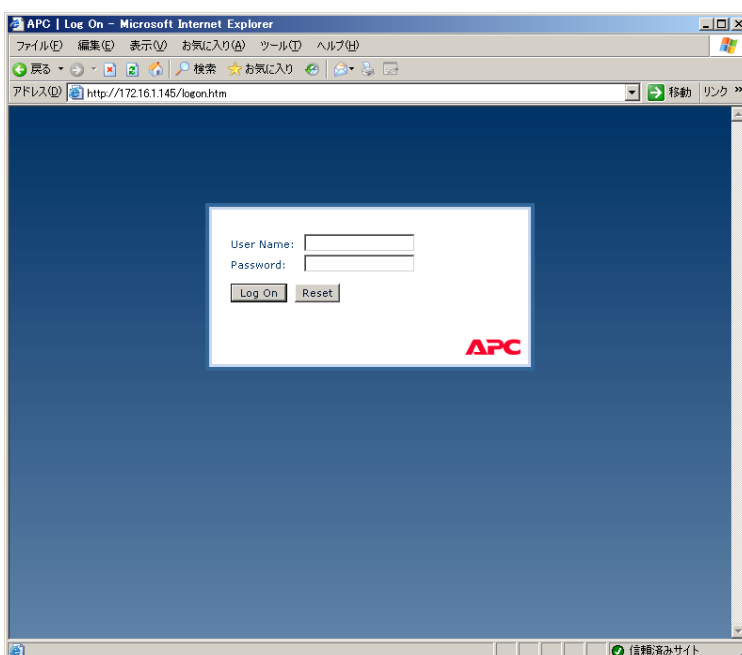 APC | Log On - Microsoft Internet Explorer
ファイル(F) 編集(E) 表示(V) お気に入り(A) ツール(T) ヘルプ(H)
戻る 検索 お気に入り
アドレス(D) http://172.16.1.145/logon.htm 移動 リンク »
User Name:
Password:
Log On Reset
APC
信頼済みサイト